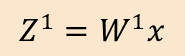 Z¹ = W¹x